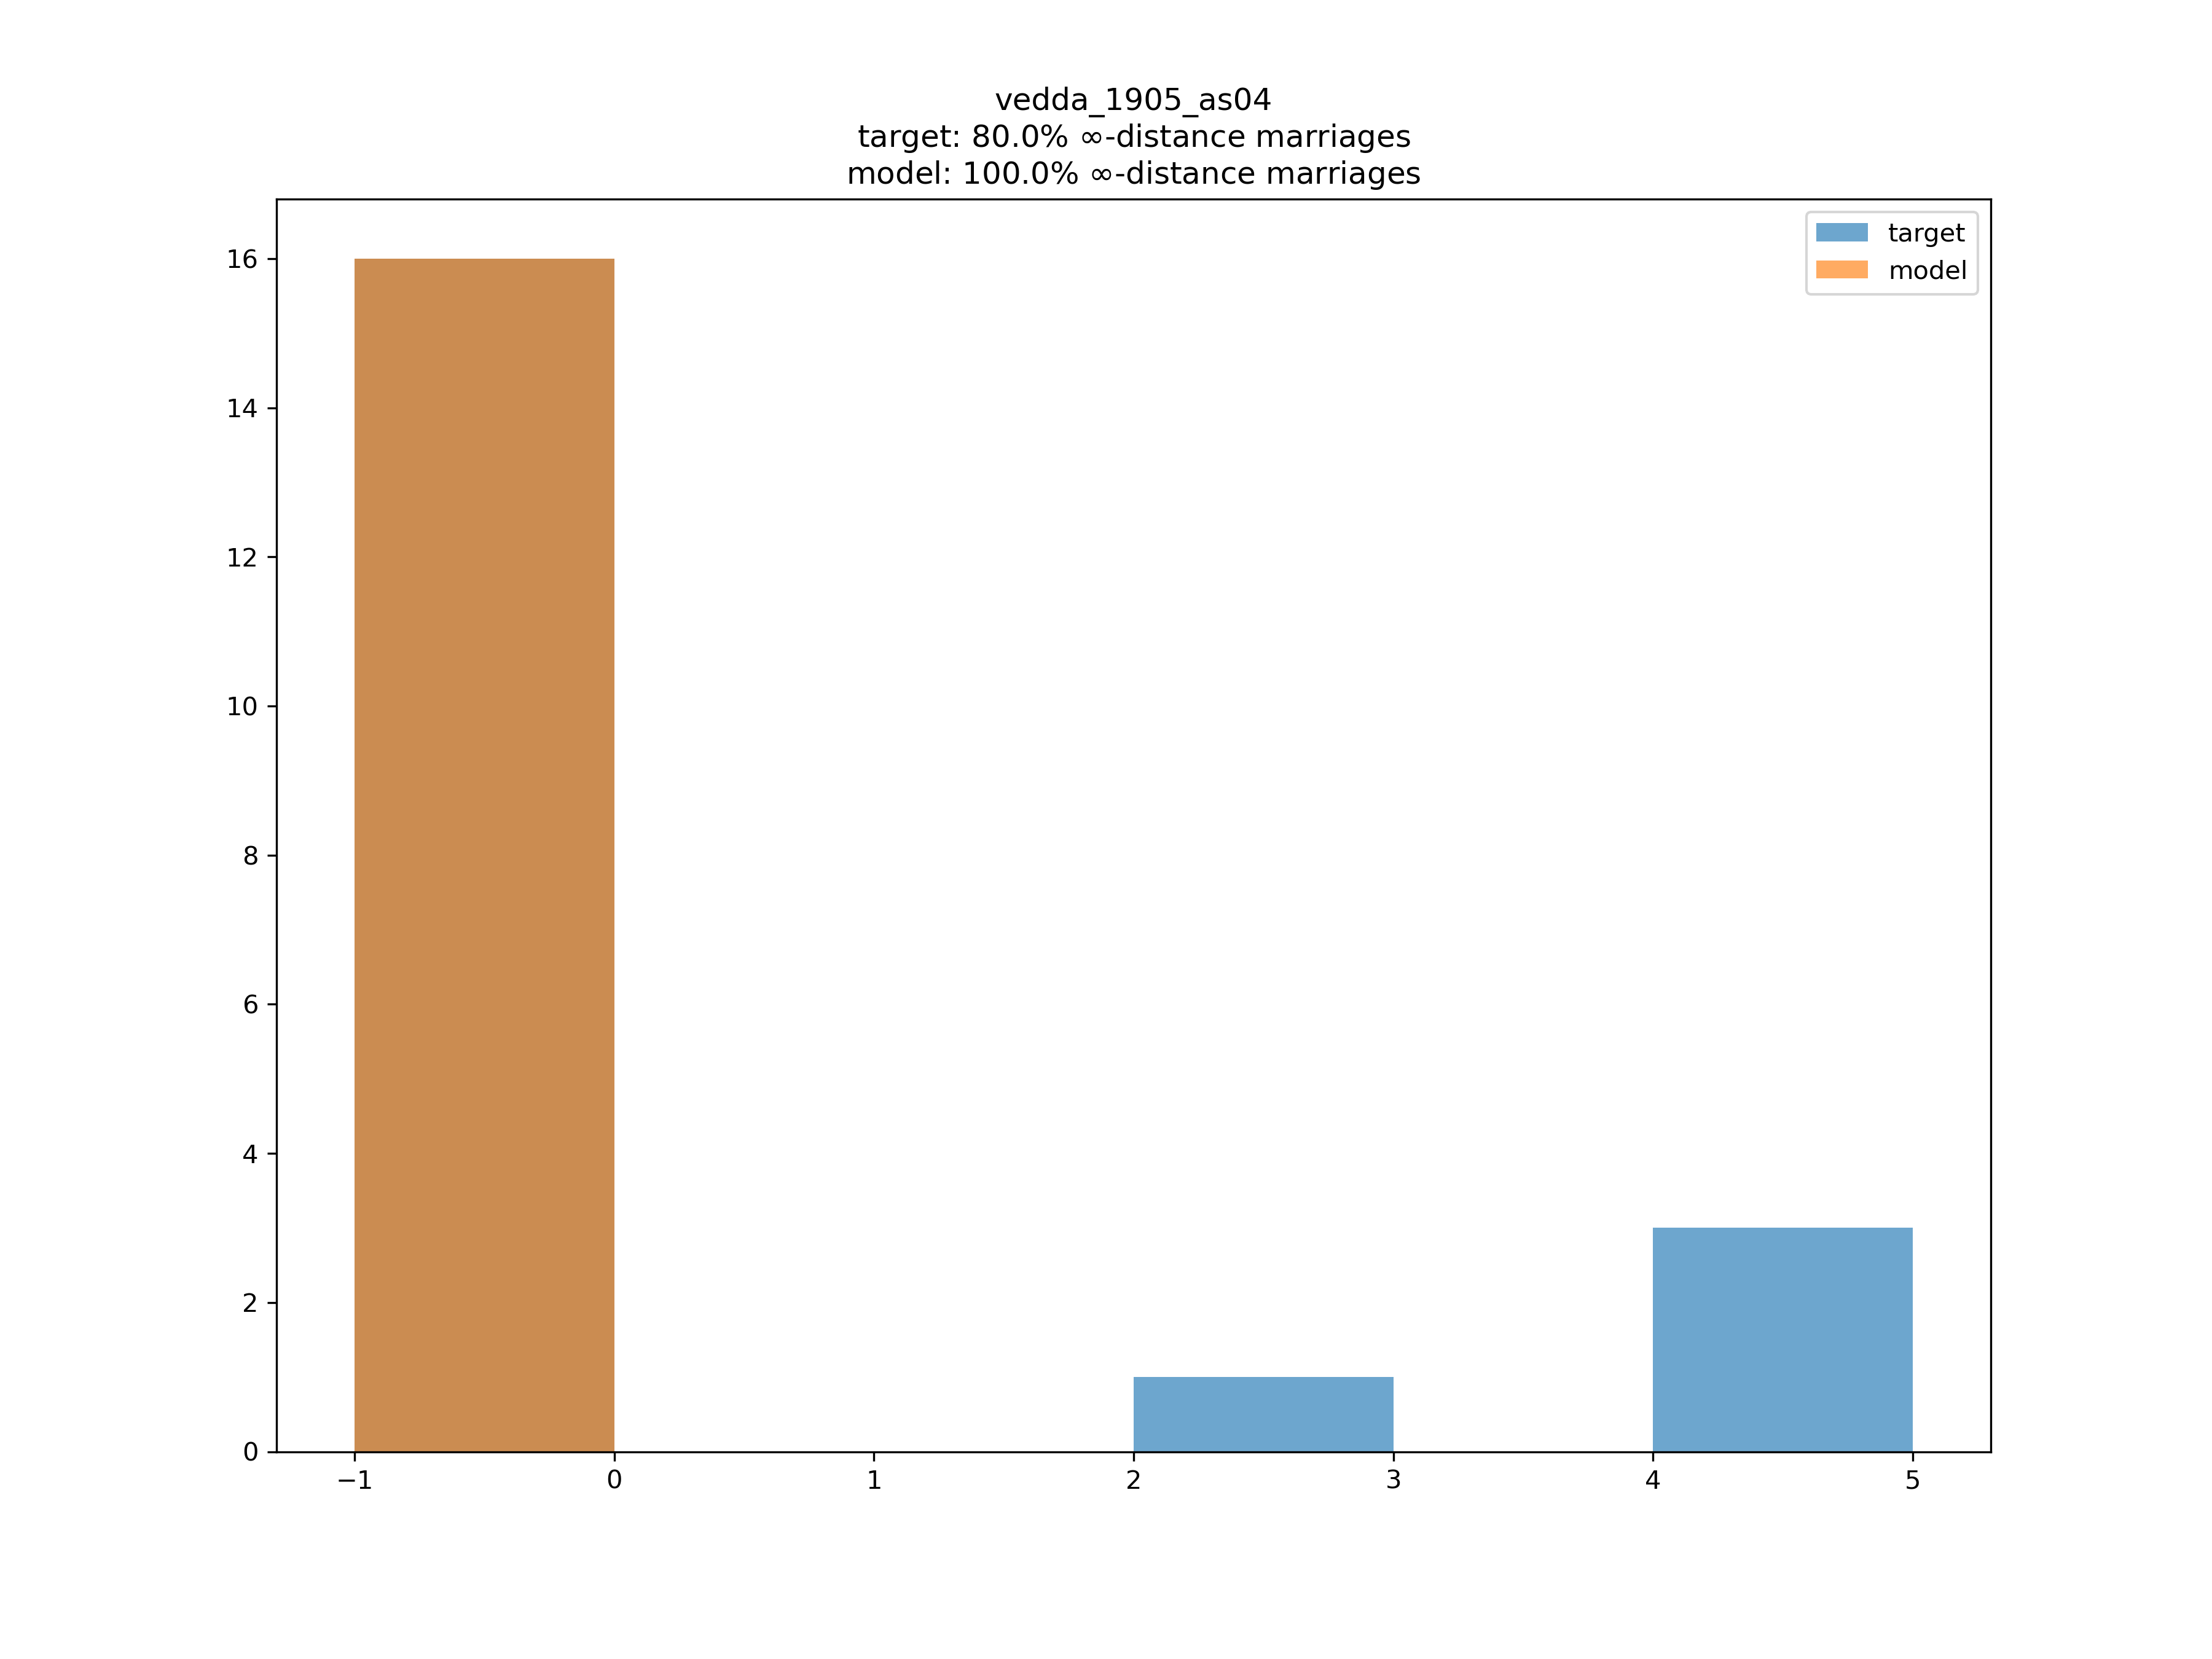 vedda_1905_as04
target: 80.0% ∞-distance marriages
model: 100.0% ∞-distance marriages
target
model
16
14
12
10
8
6
4
2
0
−1 0 1 2 3 4 5